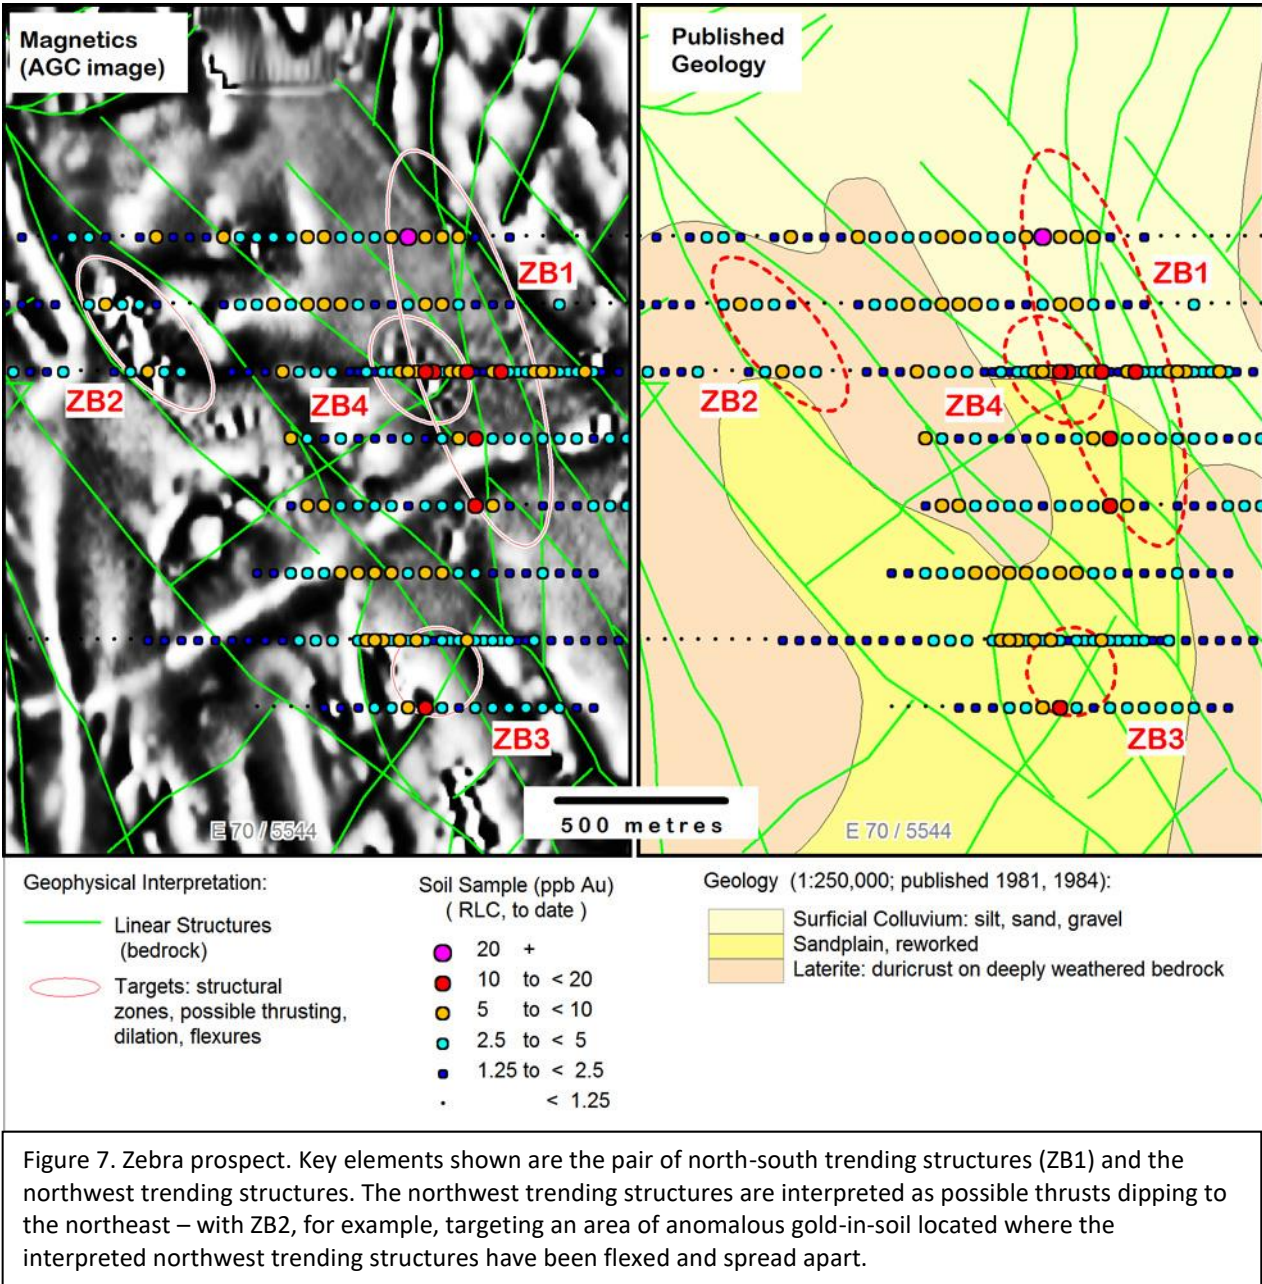 Magnetics
(AGC image)
Published
Geology
ZB1
ZB2
ZB4
ZB3
E 70 / 5544
ZB1
ZB2
ZB4
ZB3
E 70 / 5544
500 metres
Geophysical Interpretation:
Linear Structures
(bedrock)
Targets: structural
zones, possible thrusting,
dilation, flexures
Soil Sample (ppb Au)
( RLC, to date )
20 +
10 to < 20
5 to < 10
2.5 to < 5
1.25 to < 2.5
< 1.25
Geology (1:250,000; published 1981, 1984):
Surficial Colluvium: silt, sand, gravel
Sandplain, reworked
Laterite: duricrust on deeply weathered bedrock
Figure 7. Zebra prospect. Key elements shown are the pair of north-south trending structures (ZB1) and the
northwest trending structures. The northwest trending structures are interpreted as possible thrusts dipping to
the northeast – with ZB2, for example, targeting an area of anomalous gold-in-soil located where the
interpreted northwest trending structures have been flexed and spread apart.